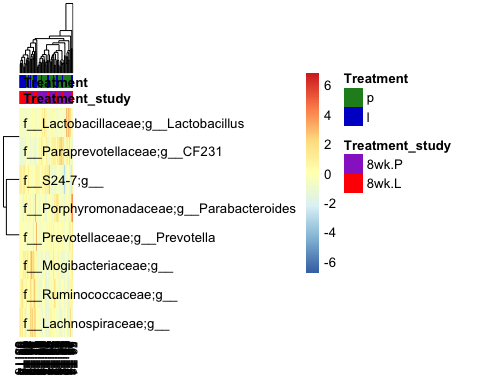 Treatment
Treatment_study
f__Lactobacillaceae;g__Lactobacillus
f__Paraprevotellaceae;g__CF231
f__S24-7;g__
f__Porphyromonadaceae;g__Parabacteroides
f__Prevotellaceae;g__Prevotella
f__Mogibacteriaceae;g__
f__Ruminococcaceae;g__
f__Lachnospiraceae;g__
6
4
2
0
-2
-4
-6
Treatment
p
l
Treatment_study
8wk.P
8wk.L